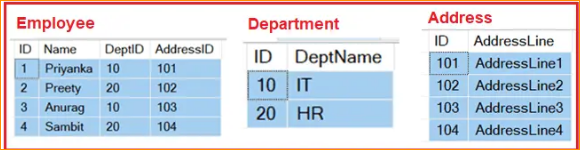 Employee
ID Name DeptID AddressID
1 Priyanka 10 101
2 Preety 20 102
3 Anurag 10 103
4 Sambit 20 104
Department
ID DeptName
10 IT
20 HR
Address
ID AddressLine
101 AddressLine1
102 AddressLine2
103 AddressLine3
104 AddressLine4